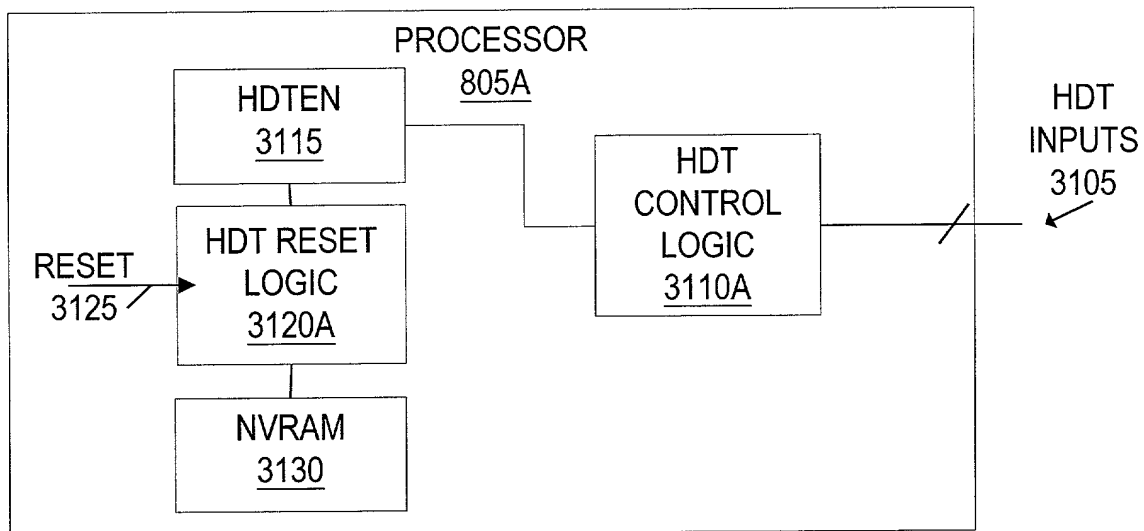 PROCESSOR
805A
HDTEN
3115
HDT
CONTROL
LOGIC
3110A
HDT
INPUTS
3105
RESET
3125
HDT RESET
LOGIC
3120A
NVRAM
3130